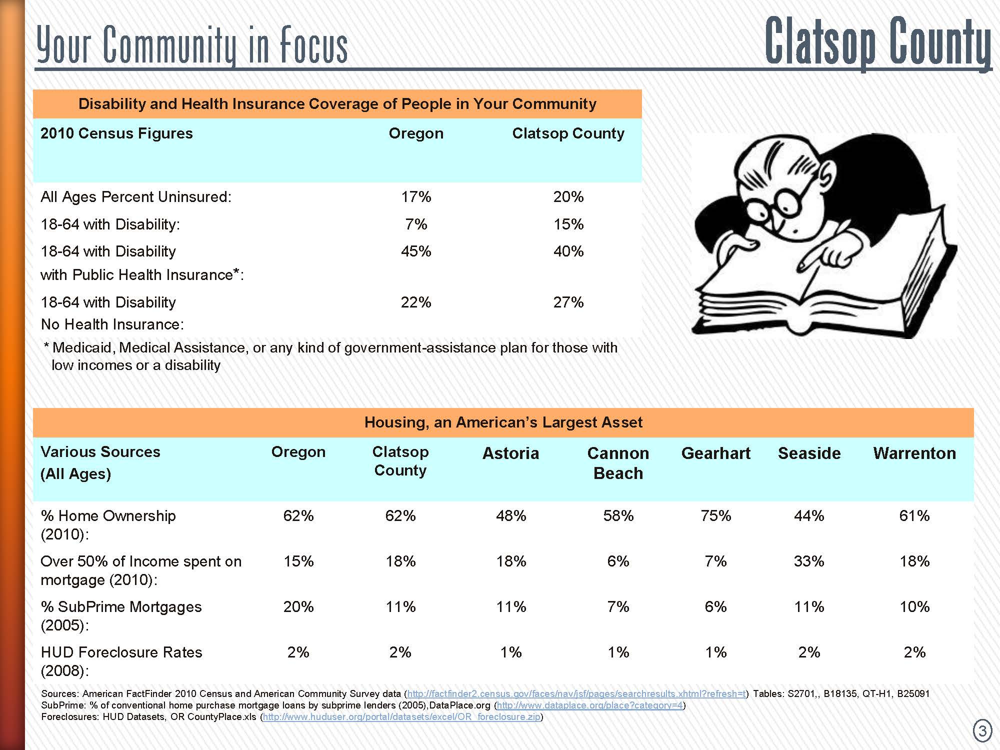 Your Community in Focus
Clatsop County
Disability and Health Insurance Coverage of People in Your Community
2010 Census Figures Oregon Clatsop County
All Ages Percent Uninsured: 17% 20%
18-64 with Disability: 7% 15%
18-64 with Disability 45% 40%
with Public Health Insurance*:
18-64 with Disability 22% 27%
No Health Insurance:
* Medicaid, Medical Assistance, or any kind of government-assistance plan for those with
low incomes or a disability
Housing, an American’s Largest Asset
Various Sources Oregon Clatsop Astoria Cannon Gearhart Seaside Warrenton
(All Ages) County Beach
% Home Ownership 62% 62% 48% 58% 75% 44% 61%
(2010):
Over 50% of Income spent on 15% 18% 18% 6% 7% 33% 18%
mortgage (2010):
% SubPrime Mortgages 20% 11% 11% 7% 6% 11% 10%
(2005):
HUD Foreclosure Rates 2% 2% 1% 1% 1% 2% 2%
(2008):
Sources: American FactFinder 2010 Census and American Community Survey data (http://factfinder2.census.gov/faces/nav/jsf/pages/searchresults.xhtml?refresh=t) Tables: S2701,, B18135, QT-H1, B25091
SubPrime: % of conventional home purchase mortgage loans by subprime lenders (2005),DataPlace.org (http://www.dataplace.org/place?category=4)
Foreclosures: HUD Datasets, OR CountyPlace.xls (http://www.huduser.org/portal/datasets/excel/OR_foreclosure.zip)
3